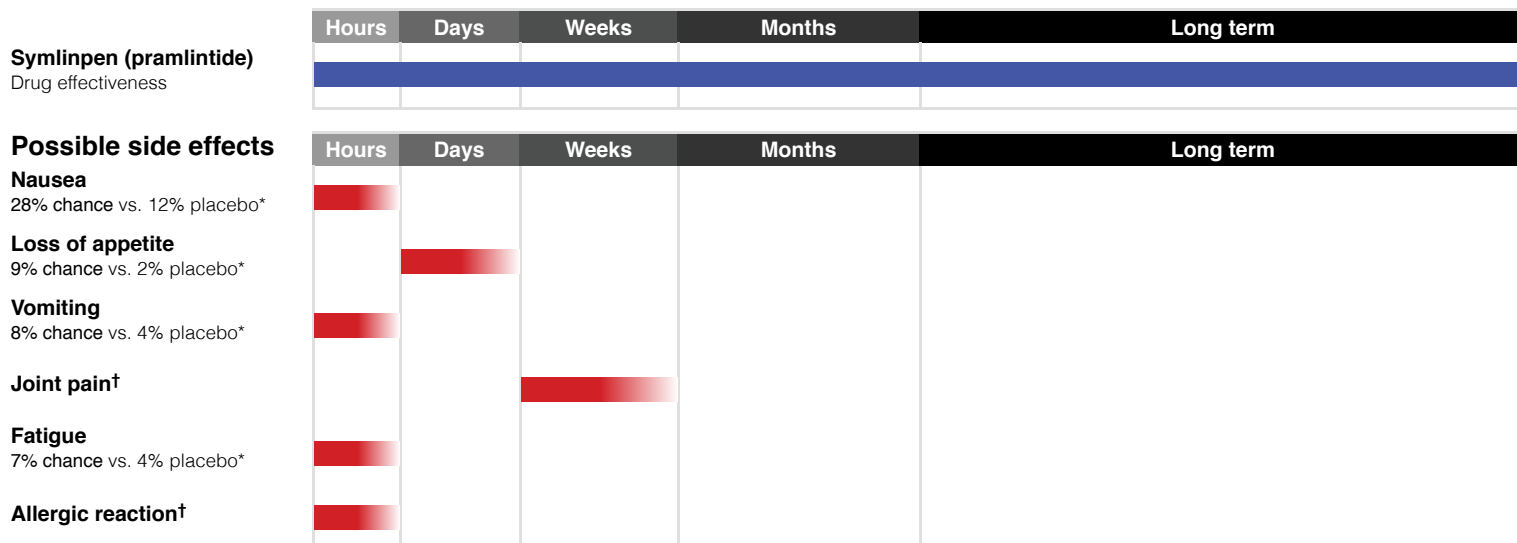 Hours Days Weeks Months Long term
Symlinpen (pramlintide)
Drug effectiveness
Possible side effects
Hours Days Weeks Months Long term
Nausea
28% chance vs. 12% placebo*
Loss of appetite
9% chance vs. 2% placebo*
Vomiting
8% chance vs. 4% placebo*
Joint pain†
Fatigue
7% chance vs. 4% placebo*
Allergic reaction†